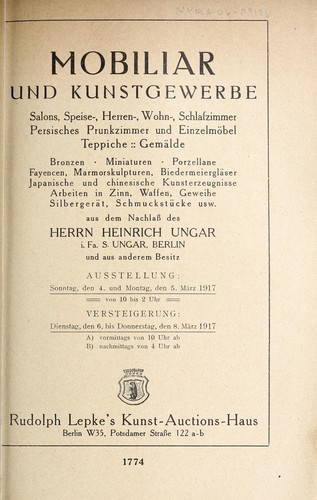 MOBILIAR
UND KUNSTGEWERBE
Salons, Speise-, Herren-, Wohn-, Schlafzimmer
Persisches Prunkzimmer und Einzelmöbel
Teppiche :: Gemälde
Bronzen · Miniaturen · Porzellane
Fayencen, Marmorskulpturen, Biedermeiergläser
Japanische und chinesische Kunsterzeugnisse
Arbeiten in Zinn, Waffen, Geweihe
Silbergerät, Schmuckstücke usw.
aus dem Nachlaß des
HERRN HEINRICH UNGAR
i. Fa. S. UNGAR, BERLIN
und aus anderem Besitz
AUSSTELLUNG:
Sonntag, den 4. und Montag, den 5. März 1917
von 10 bis 2 Uhr
VERSTEIGERUNG:
Dienstag, den 6. bis Donnerstag, den 8. März 1917
A) vormittags von 10 Uhr ab
B) nachmittags von 4 Uhr ab
Rudolph Lepke's Kunst-Auctions-Haus
Berlin W35, Potsdamer Straße 122 a-b
1774